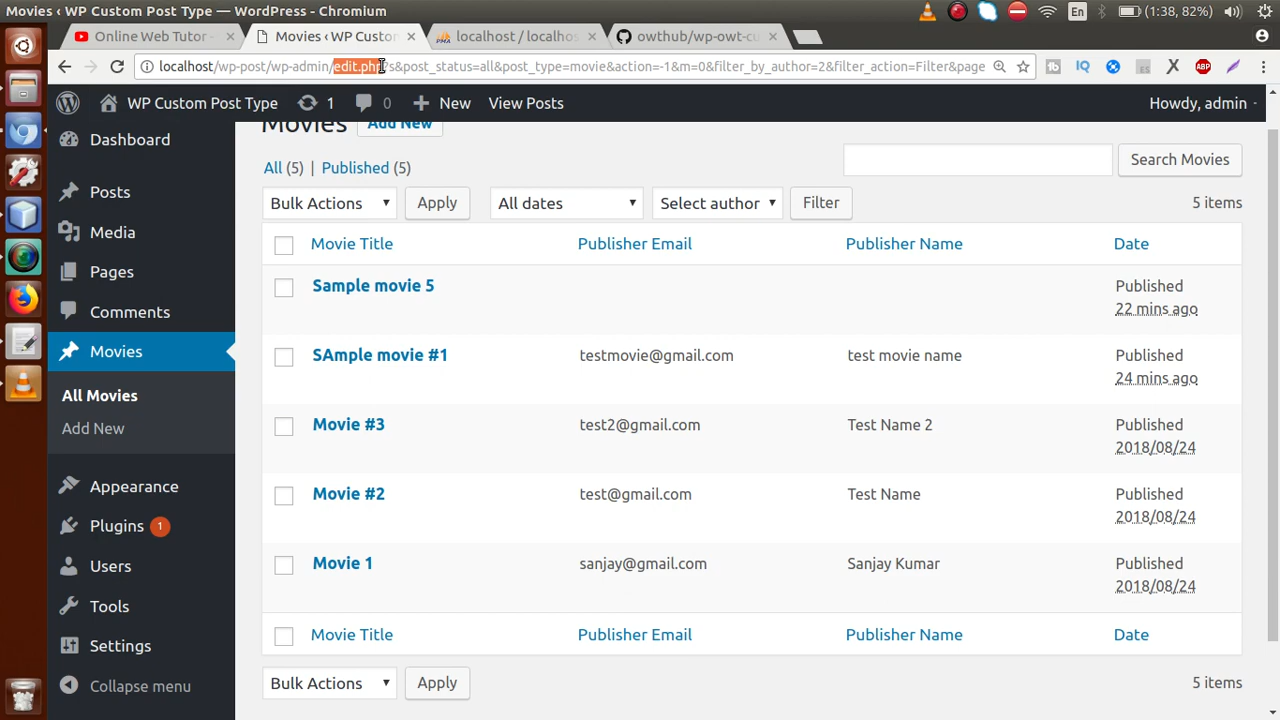 Movies ‹ WP Custom Post Type — WordPress - Chromium
En
(1:38, 82%)
Online Web Tutor -
Movies ‹ WP Custo
localhost / localhos
owthub/wp-owt-cu
localhost/wp-post/wp-admin/edit.php?s&post_status=all&post_type=movie&action=-1&m=0&filter_by_author=2&filter_action=Filter&page
WP Custom Post Type
1
0
New
View Posts
Howdy, admin
Dashboard
Posts
Media
Pages
Comments
Movies
All Movies
Add New
Appearance
Plugins 1
Users
Tools
Settings
Collapse menu
Movies Add New
All (5) | Published (5)
Search Movies
Bulk Actions Apply All dates Select author Filter 5 items
Movie Title Publisher Email Publisher Name Date
Sample movie 5 Published
22 mins ago
SAmple movie #1 testmovie@gmail.com test movie name Published
24 mins ago
Movie #3 test2@gmail.com Test Name 2 Published
2018/08/24
Movie #2 test@gmail.com Test Name Published
2018/08/24
Movie 1 sanjay@gmail.com Sanjay Kumar Published
2018/08/24
Movie Title Publisher Email Publisher Name Date
Bulk Actions Apply 5 items